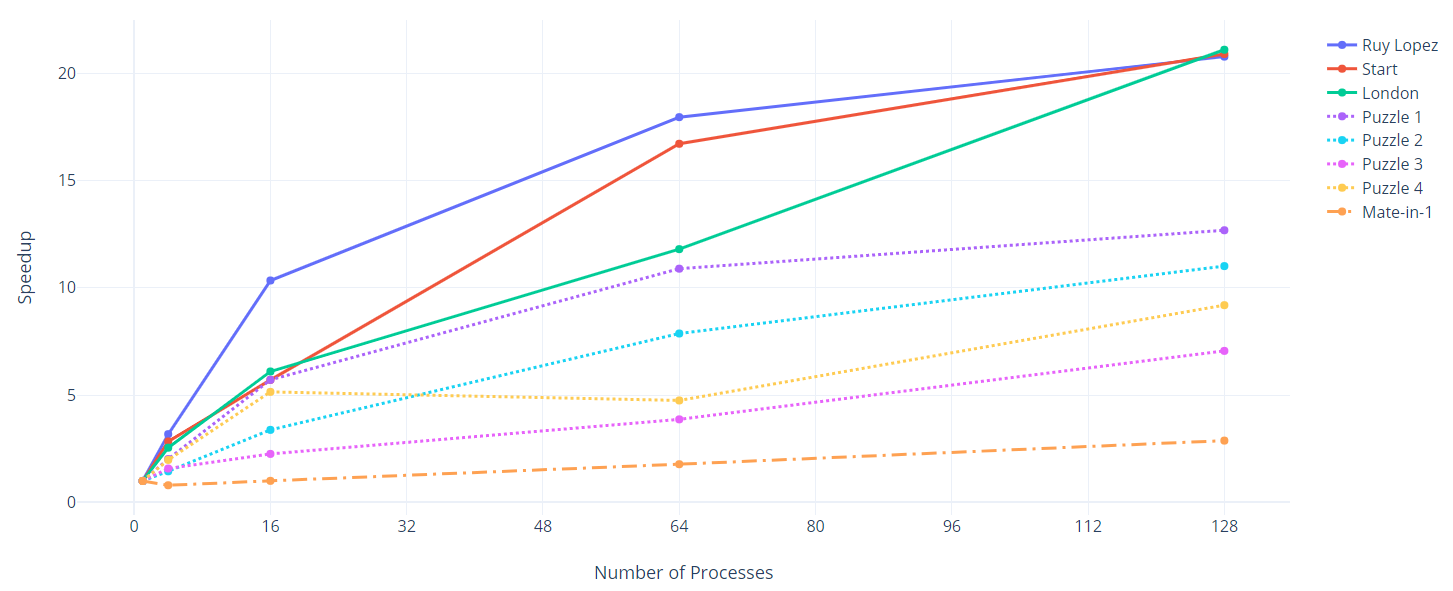 20
15
10
5
0
Speedup
0 16 32 48 64 80 96 112 128
Number of Processes
Ruy Lopez
Start
London
Puzzle 1
Puzzle 2
Puzzle 3
Puzzle 4
Mate-in-1